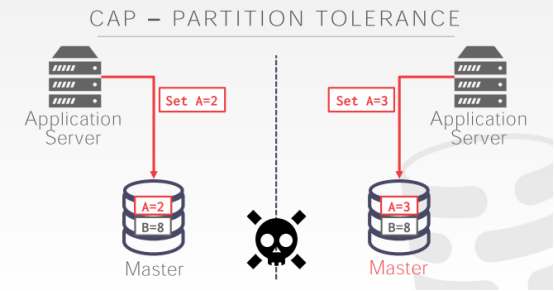 CAP – PARTITION TOLERANCE
Application
Server
Set A=2
A=2
B=8
Master
Set A=3
Application
Server
A=3
B=8
Master